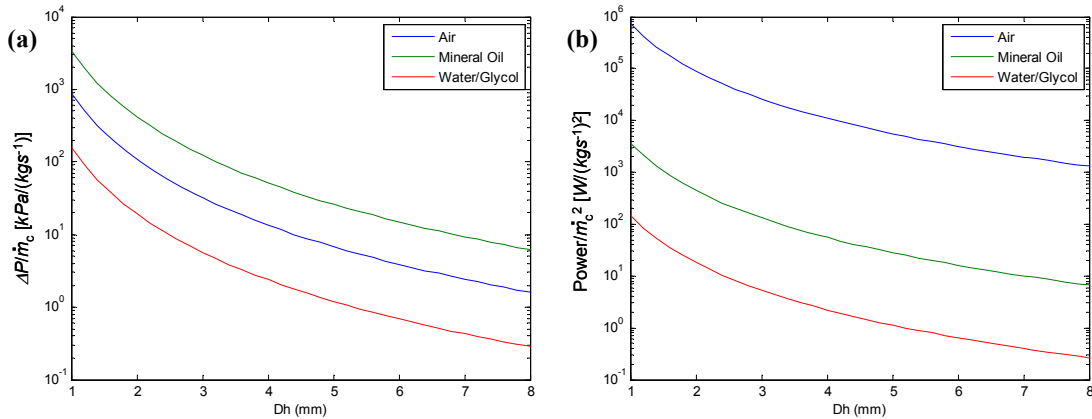 (a)
ΔP/ṁc [kPa/(kgs-1)]
10^4
10^3
10^2
10^1
10^0
10^-1
Air
Mineral Oil
Water/Glycol
1 2 3 4 5 6 7 8
Dh (mm)
(b)
Power/ṁc^2 [W/(kgs-1)^2]
10^6
10^5
10^4
10^3
10^2
10^1
10^0
10^-1
Air
Mineral Oil
Water/Glycol
1 2 3 4 5 6 7 8
Dh (mm)